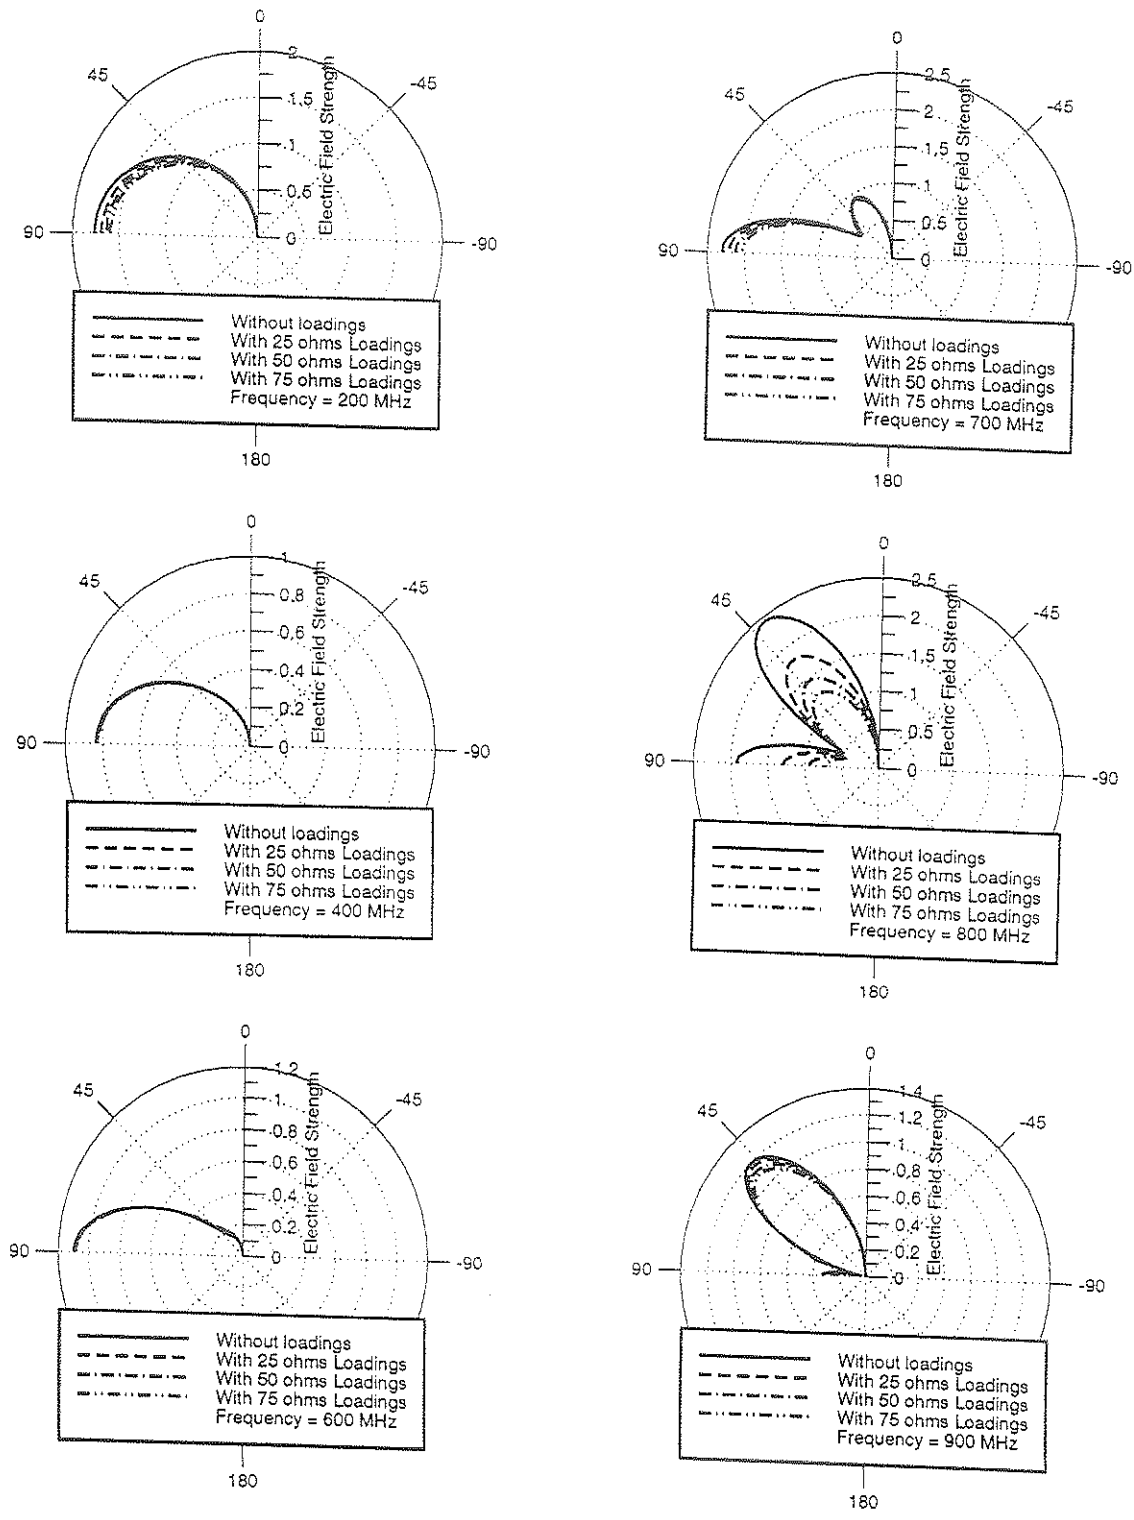 0
45
-45
90
-90
2
1.5
1
0.5
0
Electric Field Strength
Without loadings
With 25 ohms Loadings
With 50 ohms Loadings
With 75 ohms Loadings
Frequency = 200 MHz
180
0
45
-45
90
-90
2.5
2
1.5
1
0.5
0
Electric Field Strength
Without loadings
With 25 ohms Loadings
With 50 ohms Loadings
With 75 ohms Loadings
Frequency = 700 MHz
180
0
45
-45
90
-90
1
0.8
0.6
0.4
0.2
0
Electric Field Strength
Without loadings
With 25 ohms Loadings
With 50 ohms Loadings
With 75 ohms Loadings
Frequency = 400 MHz
180
0
45
-45
90
-90
2.5
2
1.5
1
0.5
0
Electric Field Strength
Without loadings
With 25 ohms Loadings
With 50 ohms Loadings
With 75 ohms Loadings
Frequency = 800 MHz
180
0
45
-45
90
-90
1.2
1
0.8
0.6
0.4
0.2
0
Electric Field Strength
Without loadings
With 25 ohms Loadings
With 50 ohms Loadings
With 75 ohms Loadings
Frequency = 600 MHz
180
0
45
-45
90
-90
1.4
1.2
1
0.8
0.6
0.4
0.2
0
Electric Field Strength
Without loadings
With 25 ohms Loadings
With 50 ohms Loadings
With 75 ohms Loadings
Frequency = 900 MHz
180